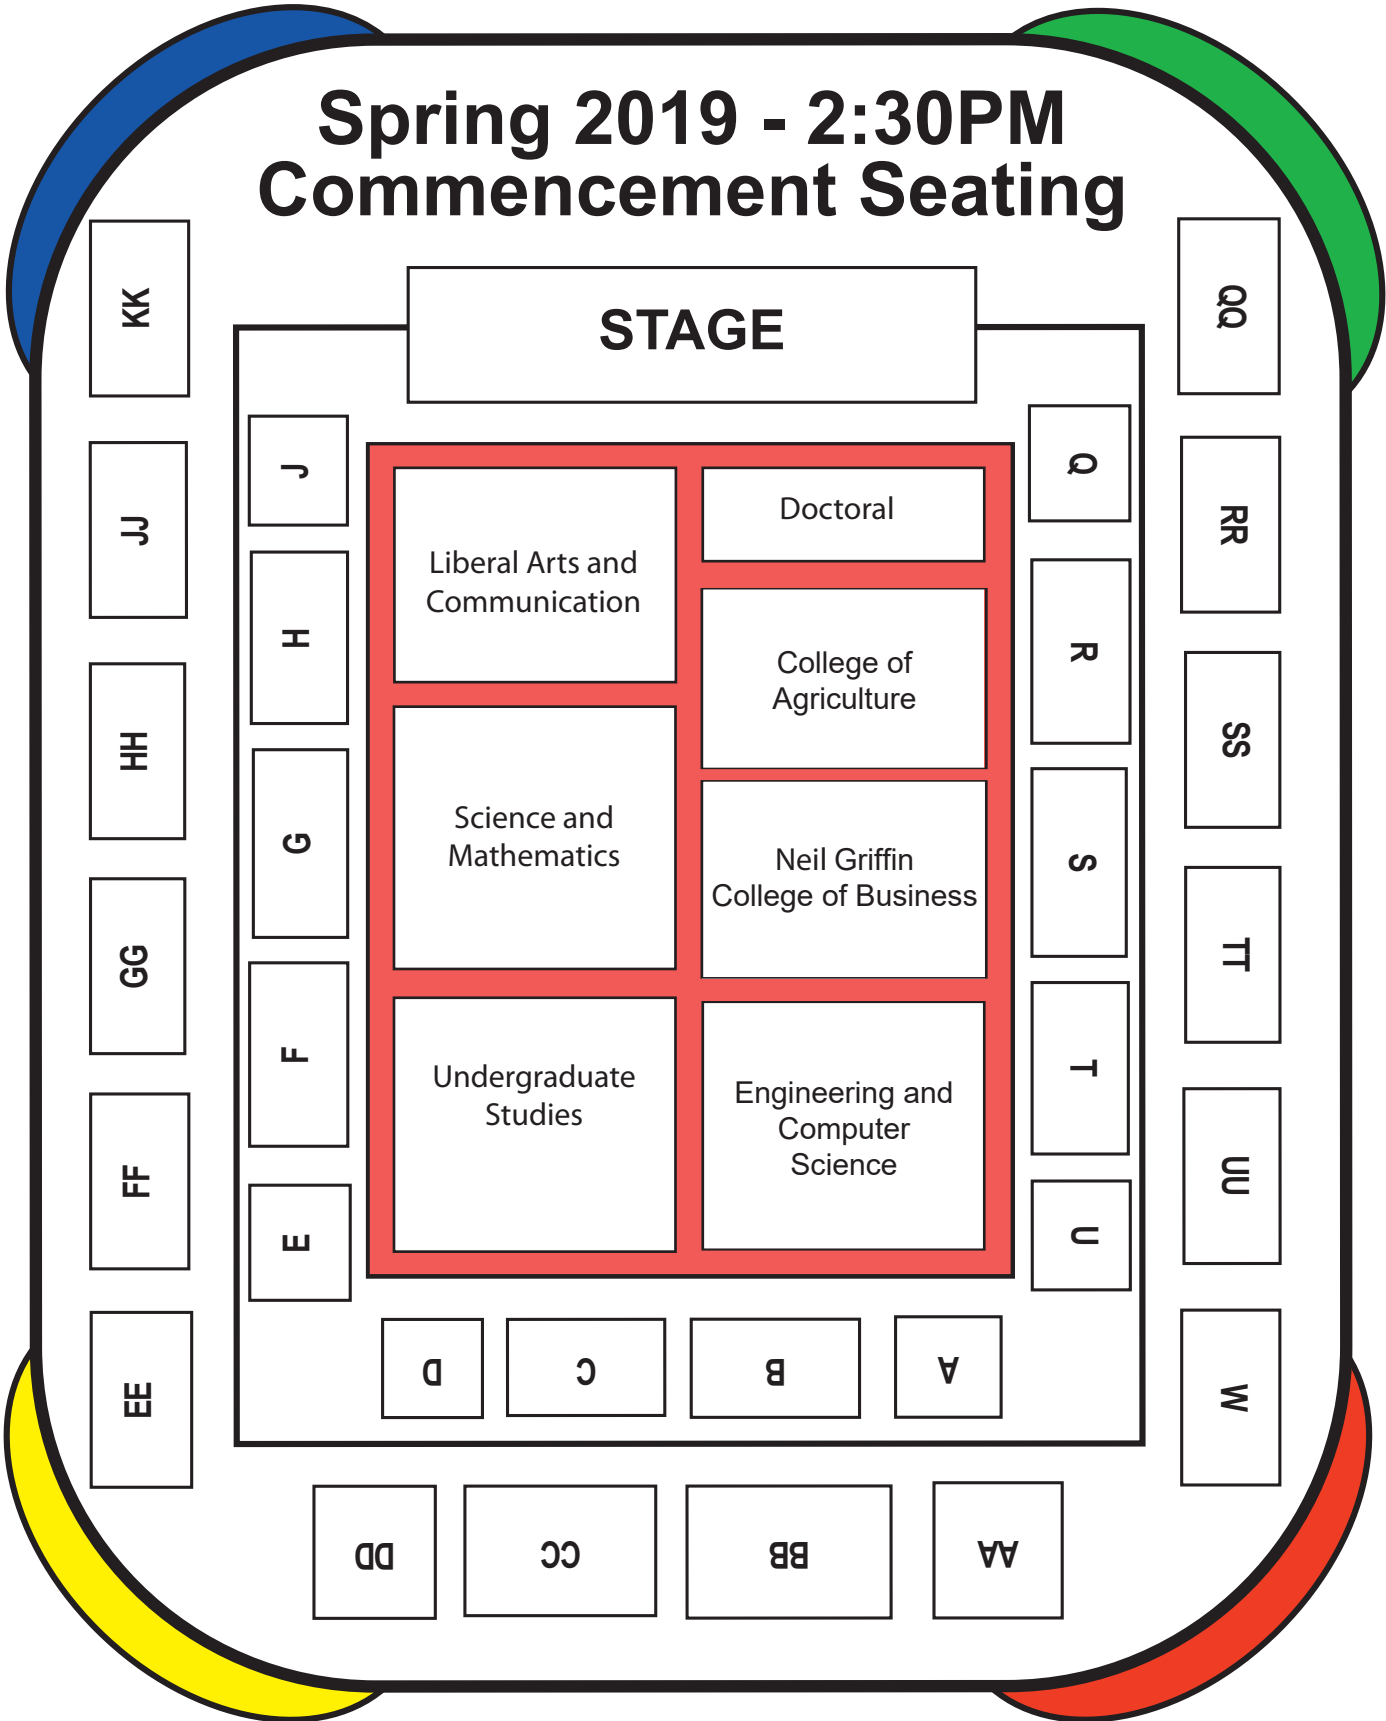 Spring 2019 - 2:30PM
Commencement Seating
STAGE
KK
JJ
HH
GG
FF
EE
J
H
G
F
E
Liberal Arts and
Communication
Science and
Mathematics
Undergraduate
Studies
Doctoral
College of
Agriculture
Neil Griffin
College of Business
Engineering and
Computer
Science
Q
R
S
T
U
QQ
RR
SS
TT
UU
W
D
C
B
A
DD
CC
BB
AA